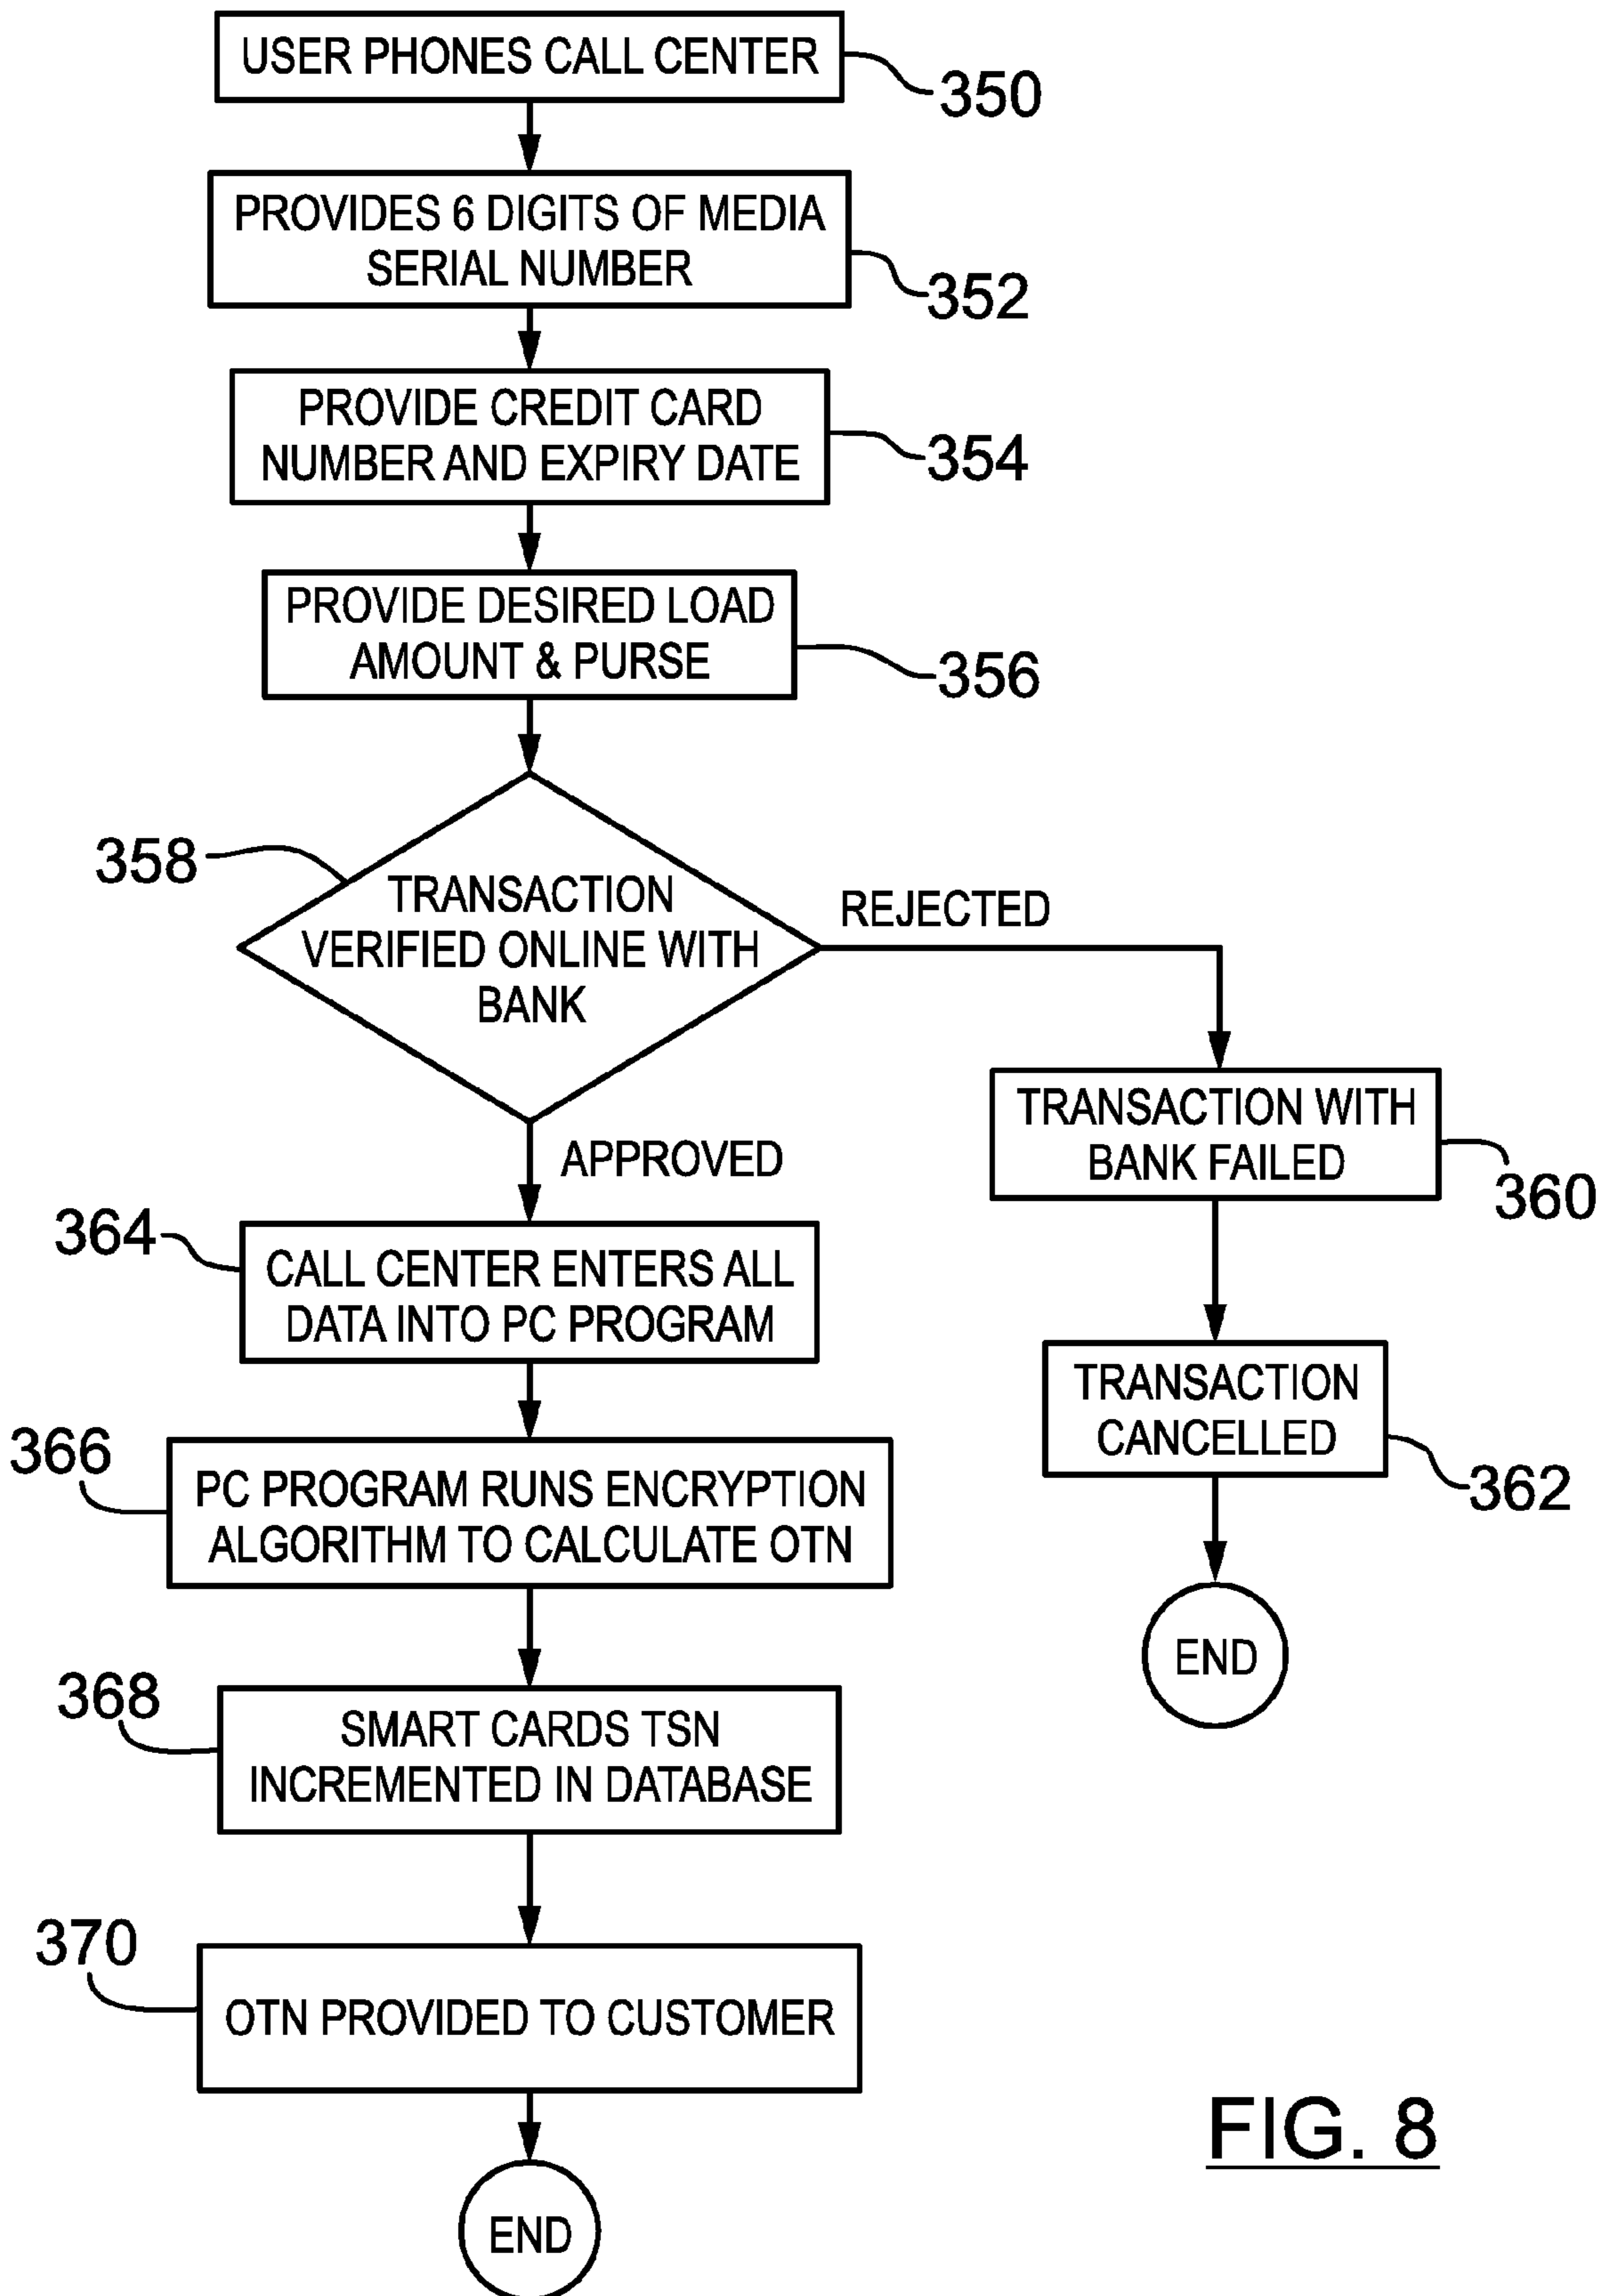 USER PHONES CALL CENTER
350
PROVIDES 6 DIGITS OF MEDIA
SERIAL NUMBER
352
PROVIDE CREDIT CARD
NUMBER AND EXPIRY DATE
354
PROVIDE DESIRED LOAD
AMOUNT & PURSE
356
358
TRANSACTION
VERIFIED ONLINE WITH
BANK
REJECTED
APPROVED
TRANSACTION WITH
BANK FAILED
360
TRANSACTION
CANCELLED
362
END
364
CALL CENTER ENTERS ALL
DATA INTO PC PROGRAM
366
PC PROGRAM RUNS ENCRYPTION
ALGORITHM TO CALCULATE OTN
368
SMART CARDS TSN
INCREMENTED IN DATABASE
370
OTN PROVIDED TO CUSTOMER
END
FIG. 8